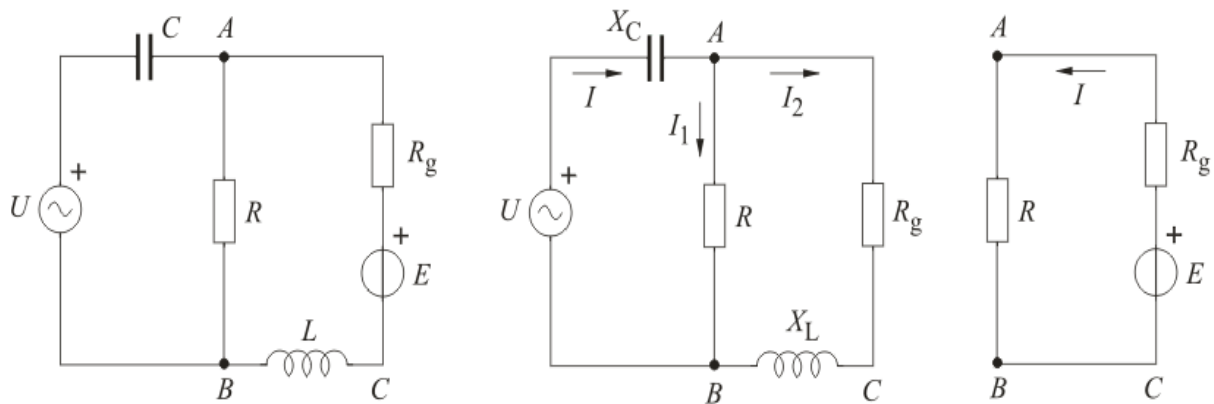 C A
U + R
R_g
+ E
L
B C
X_C A
I I_2
I_1
U + R R_g
X_L
B C
A
I
R_g
R
+ E
B C